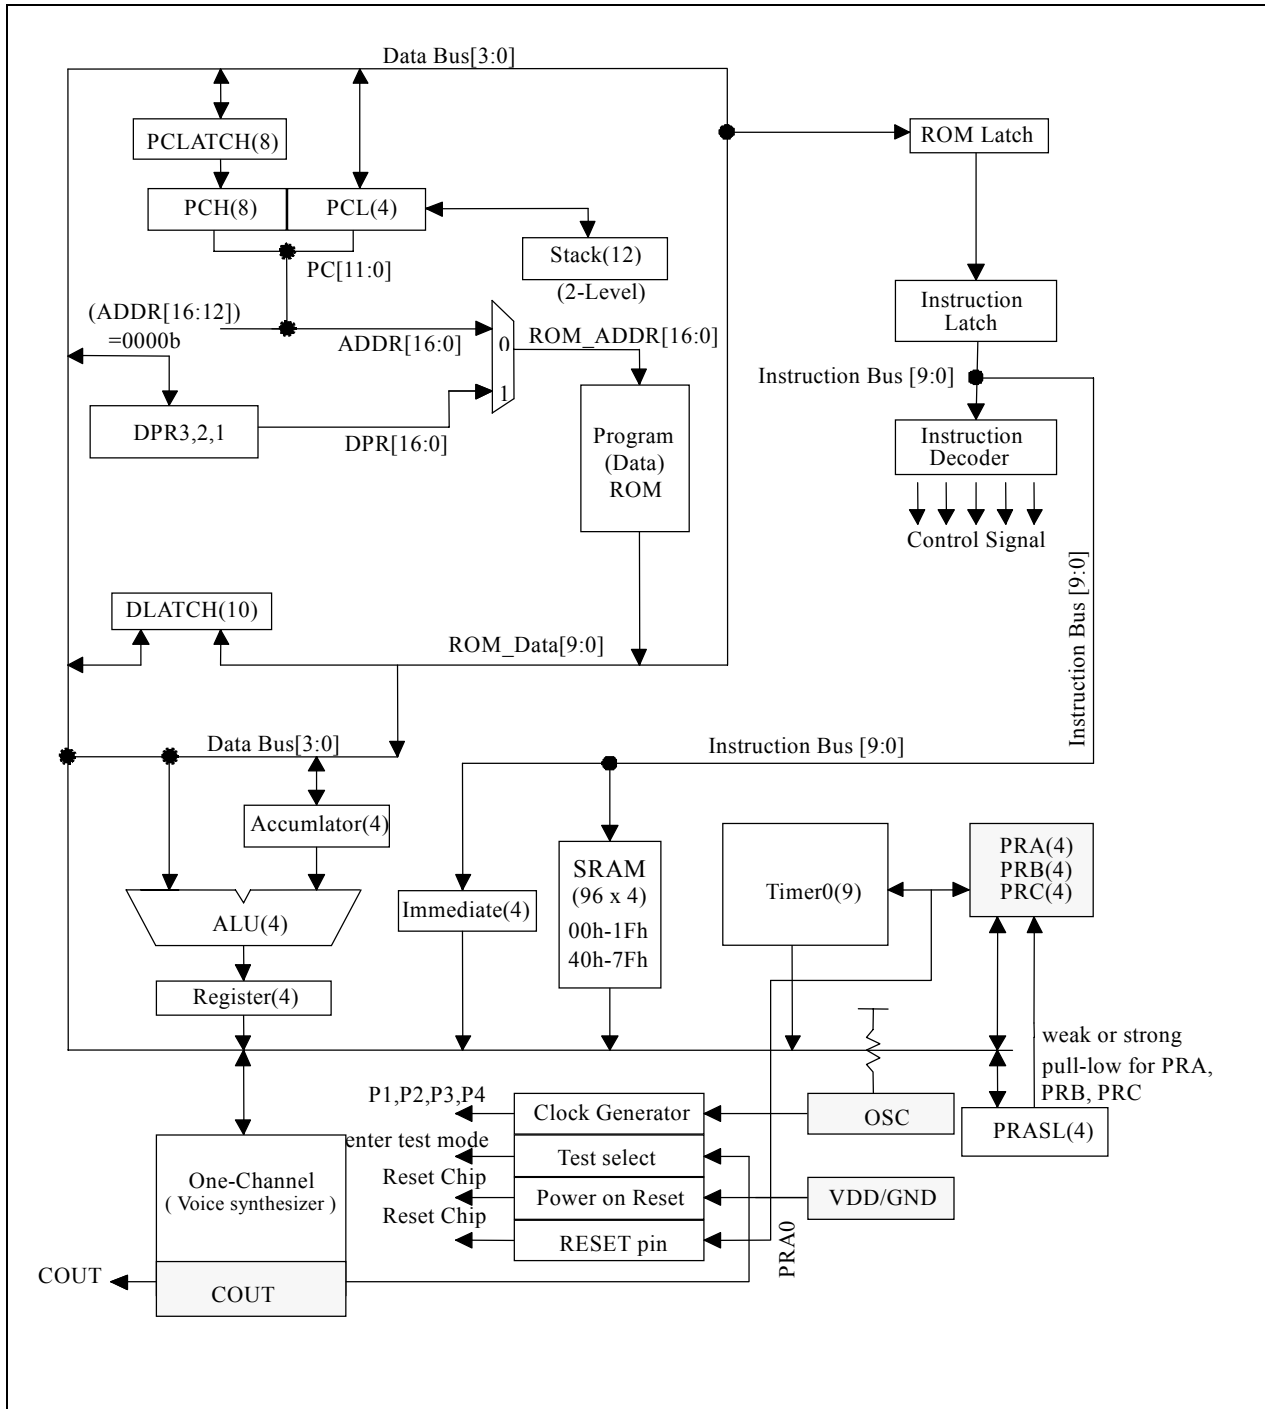 Data Bus[3:0]
PCLATCH(8)
ROM Latch
PCH(8)
PCL(4)
Stack(12)
(2-Level)
PC[11:0]
(ADDR[16:12])
=0000b
ADDR[16:0]
0
1
ROM_ADDR[16:0]
Instruction
Latch
Instruction Bus [9:0]
DPR3,2,1
DPR[16:0]
Program
(Data)
ROM
Instruction
Decoder
Control Signal
Instruction Bus [9:0]
DLATCH(10)
ROM_Data[9:0]
Data Bus[3:0]
Instruction Bus [9:0]
Accumlator(4)
ALU(4)
Register(4)
Immediate(4)
SRAM
(96 x 4)
00h-1Fh
40h-7Fh
Timer0(9)
PRA(4)
PRB(4)
PRC(4)
weak or strong
pull-low for PRA,
PRB, PRC
PRASL(4)
P1,P2,P3,P4
Clock Generator
OSC
enter test mode
Test select
Reset Chip
Power on Reset
VDD/GND
Reset Chip
RESET pin
PRA0
One-Channel
( Voice synthesizer )
COUT
COUT